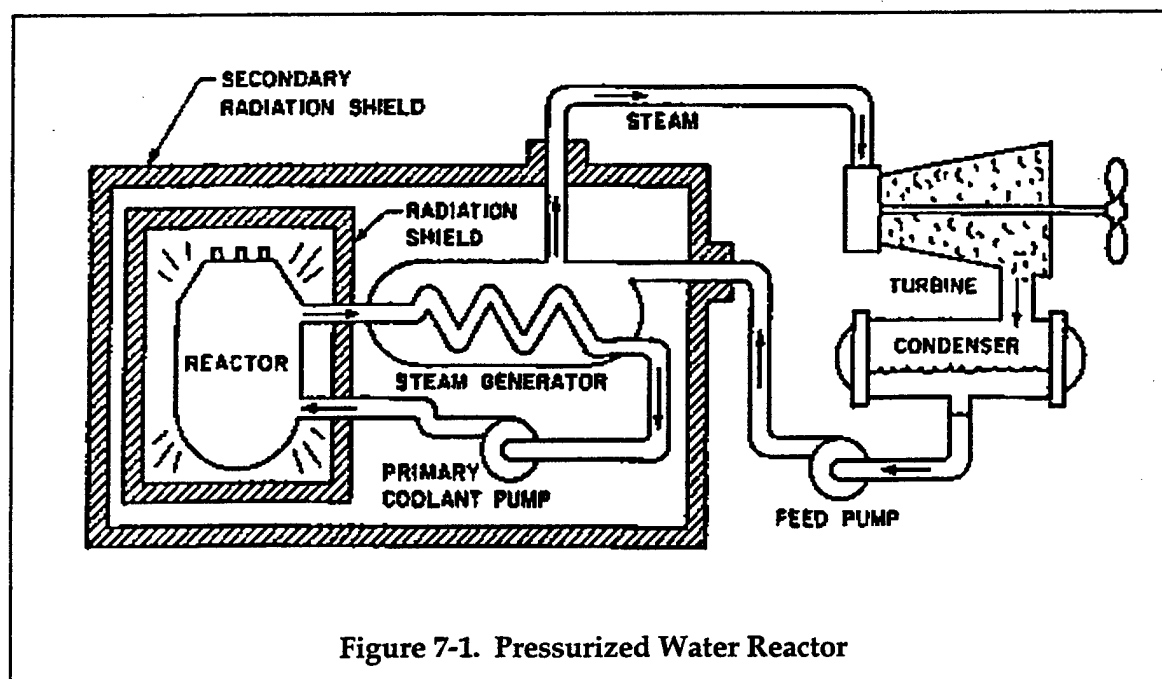 SECONDARY
RADIATION SHIELD
STEAM
RADIATION
SHIELD
TURBINE
REACTOR
CONDENSER
STEAM GENERATOR
PRIMARY
COOLANT PUMP
FEED PUMP
Figure 7-1. Pressurized Water Reactor